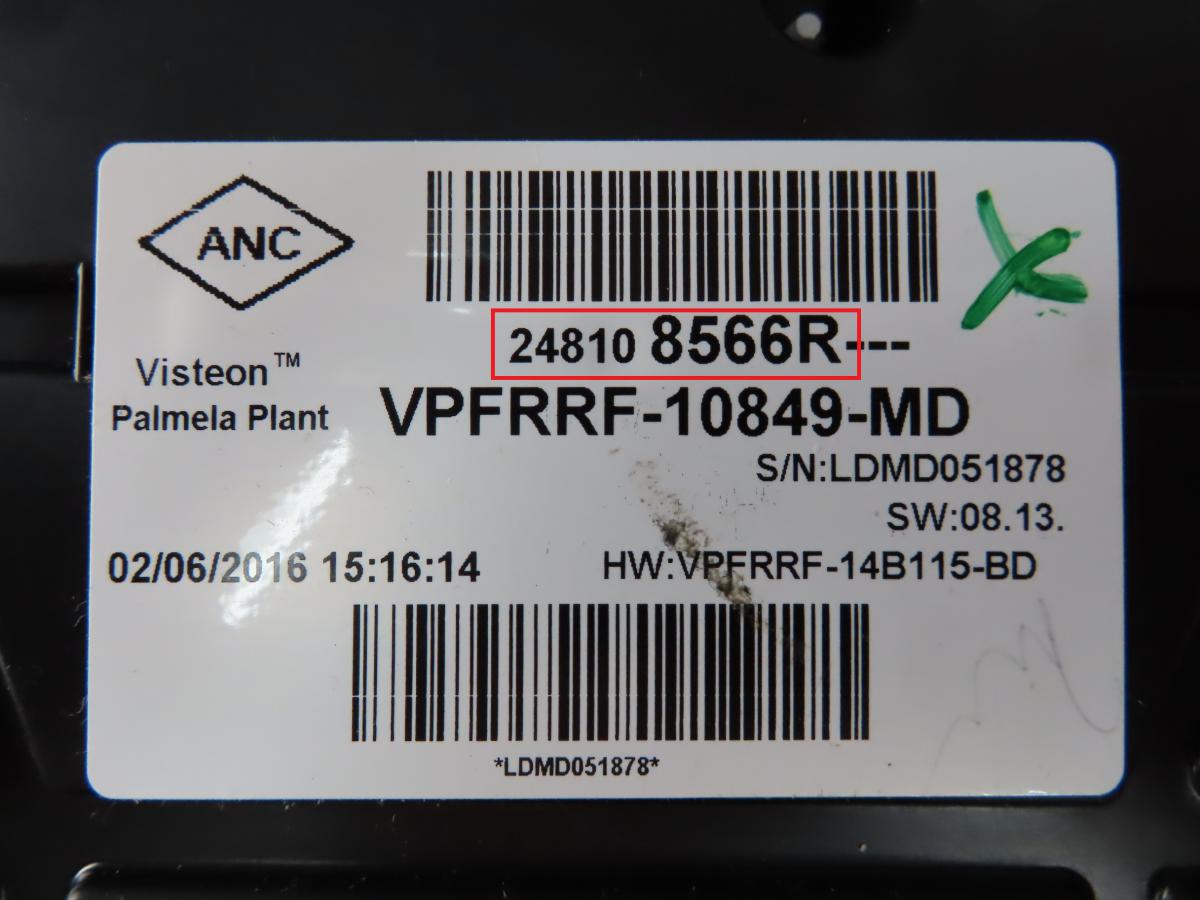 ANC
24810 8566R---
Visteon™
Palmela Plant
VPFRRF-10849-MD
S/N:LDMD051878
SW:08.13.
02/06/2016 15:16:14
HW:VPFRRF-14B115-BD
*LDMD051878*